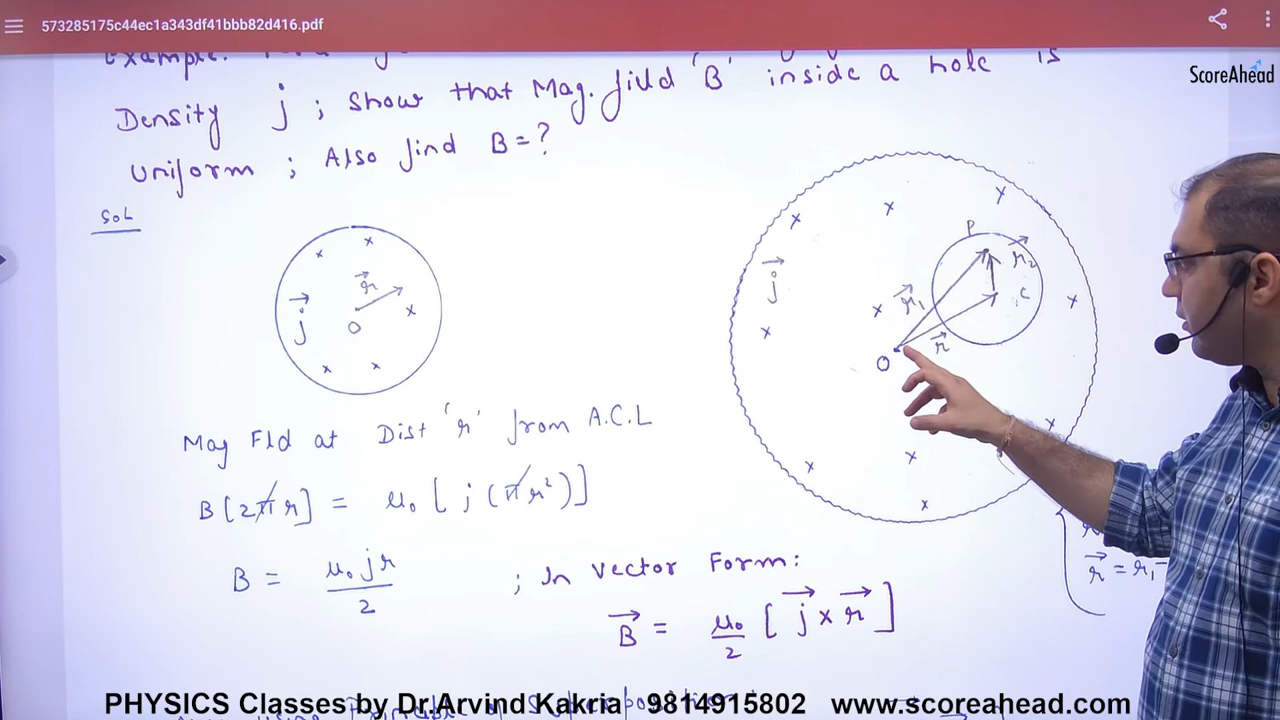 573285175c44ec1a343df41bbb82d416.pdf
ScoreAhead
Example:
Density j ; Show that Mag. field 'B' inside a hole is
Uniform ; Also find B = ?
Sol
j
r
O
P
r₂
C
r₁
r
O
j
Mag Fld at Dist 'r' from A.C.L
B[2πr] = μ₀ [j(πr²)]
B = μ₀jr/2 ; In Vector Form:
B = μ₀/2 [j x r]
r = r₁ -
PHYSICS Classes by Dr.Arvind Kakria 9814915802 www.scoreahead.com